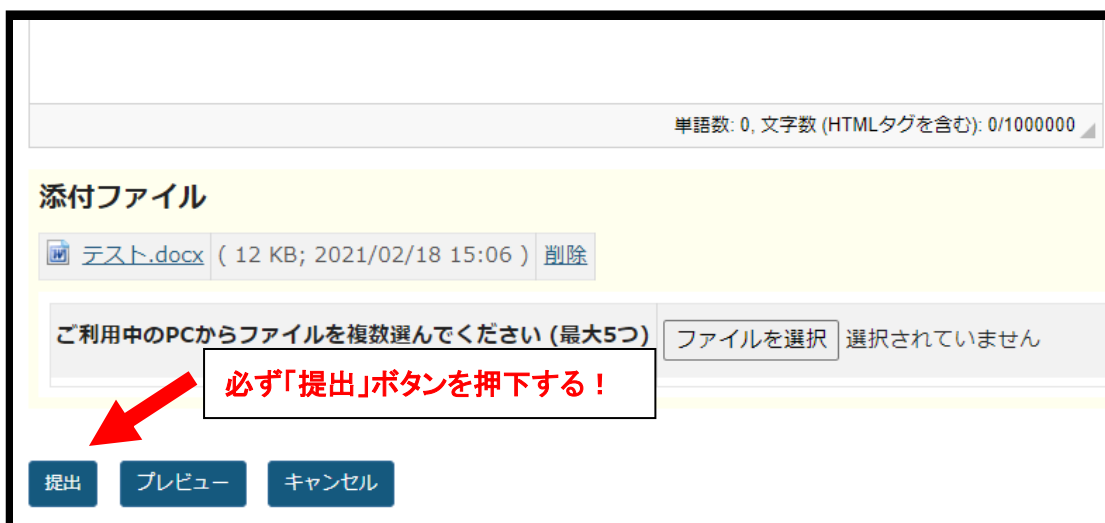 単語数: 0, 文字数 (HTMLタグを含む): 0/1000000
添付ファイル
テスト.docx ( 12 KB; 2021/02/18 15:06 ) 削除
ご利用中のPCからファイルを複数選んでください (最大5つ) ファイルを選択 選択されていません
必ず「提出」ボタンを押下する！
提出 プレビュー キャンセル